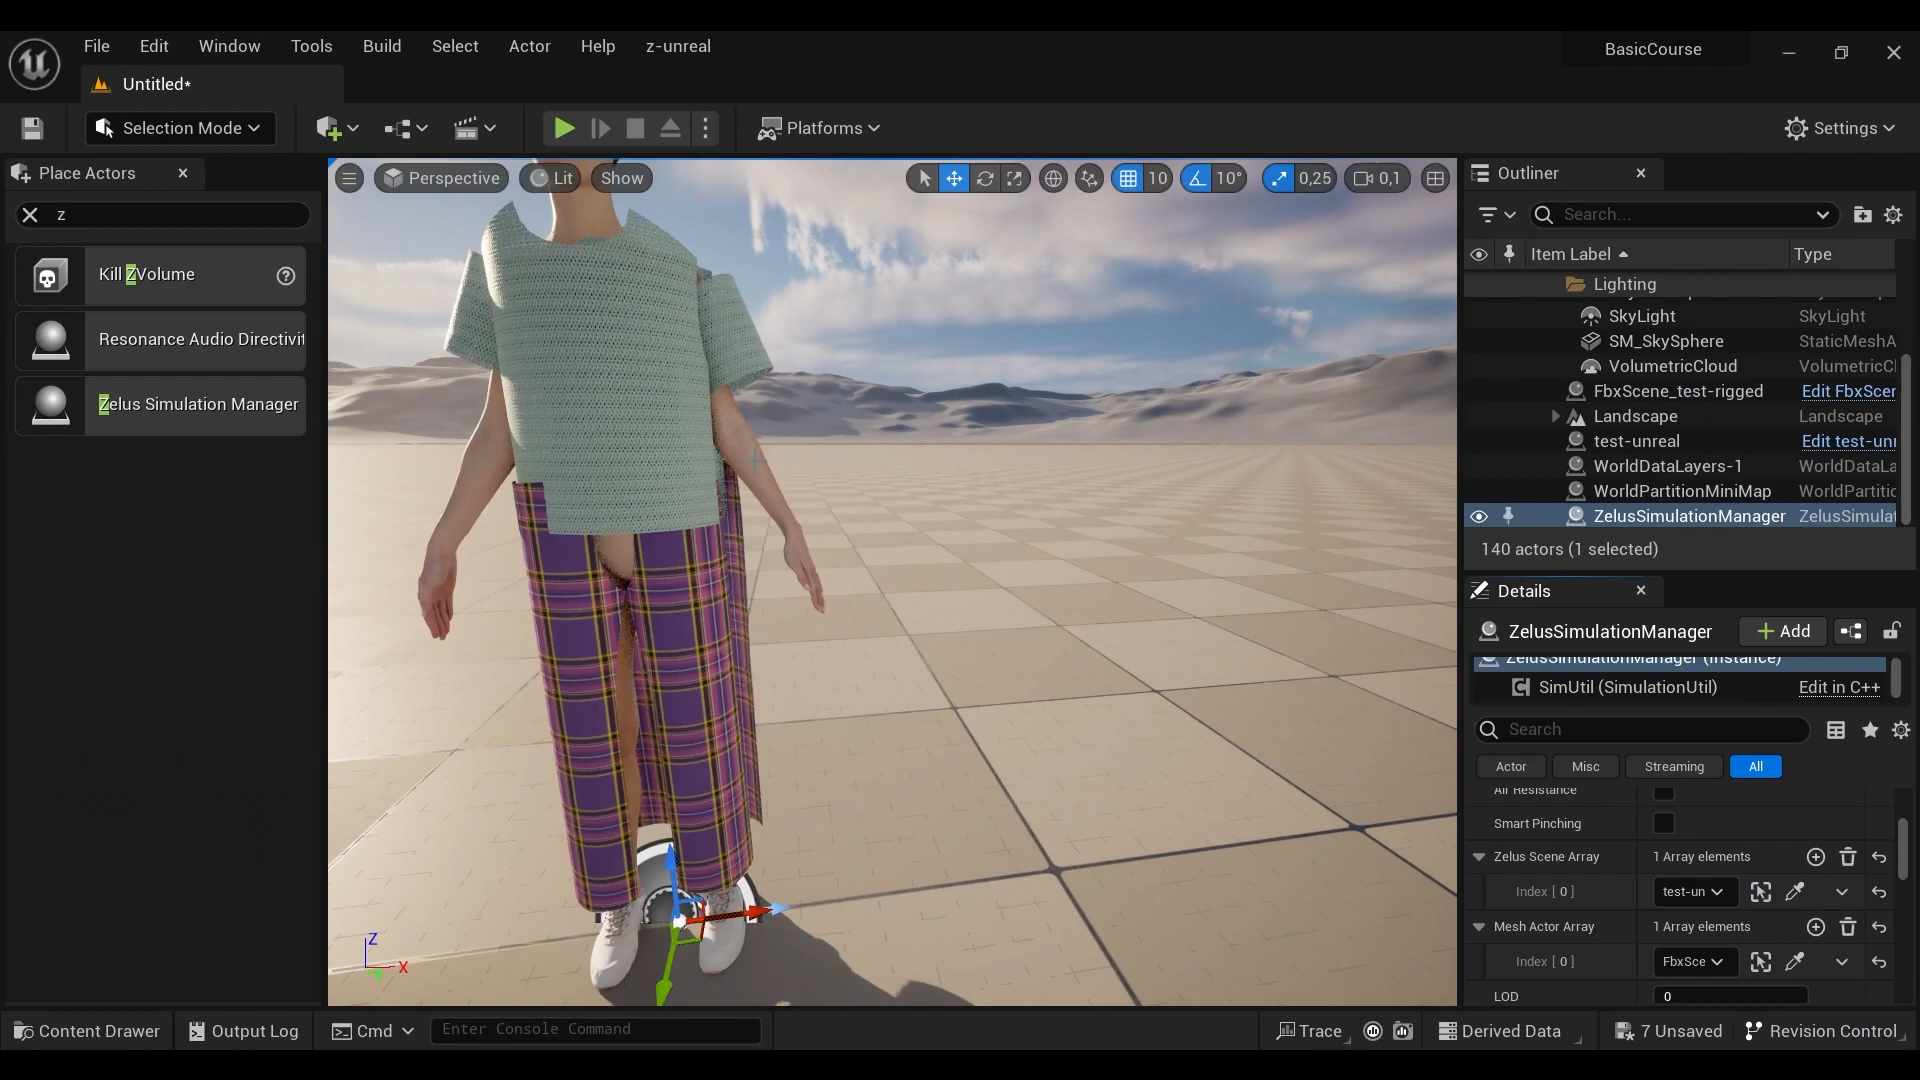 File Edit Window Tools Build Select Actor Help z-unreal
BasicCourse
Untitled*
Selection Mode
Platforms
Settings
Place Actors
z
Kill ZVolume
Resonance Audio Directivit
Zelus Simulation Manager
Perspective Lit Show
10 10° 0,25 0,1
Z
X
Y
Outliner
Search...
Item Label Type
Lighting
SkyLight SkyLight
SM_SkySphere StaticMeshA
VolumetricCloud VolumetricCl
FbxScene_test-rigged Edit FbxScer
Landscape Landscape
test-unreal Edit test-unr
WorldDataLayers-1 WorldDataLa
WorldPartitionMiniMap WorldPartitic
ZelusSimulationManager ZelusSimulat
140 actors (1 selected)
Details
ZelusSimulationManager
Add
ZelusSimulationManager (Instance)
SimUtil (SimulationUtil) Edit in C++
Search
Actor Misc Streaming All
Air Resistance
Smart Pinching
Zelus Scene Array 1 Array elements
Index [ 0 ] test-un
Mesh Actor Array 1 Array elements
Index [ 0 ] FbxSce
LOD 0
Content Drawer Output Log Cmd Enter Console Command
Trace Derived Data 7 Unsaved Revision Control